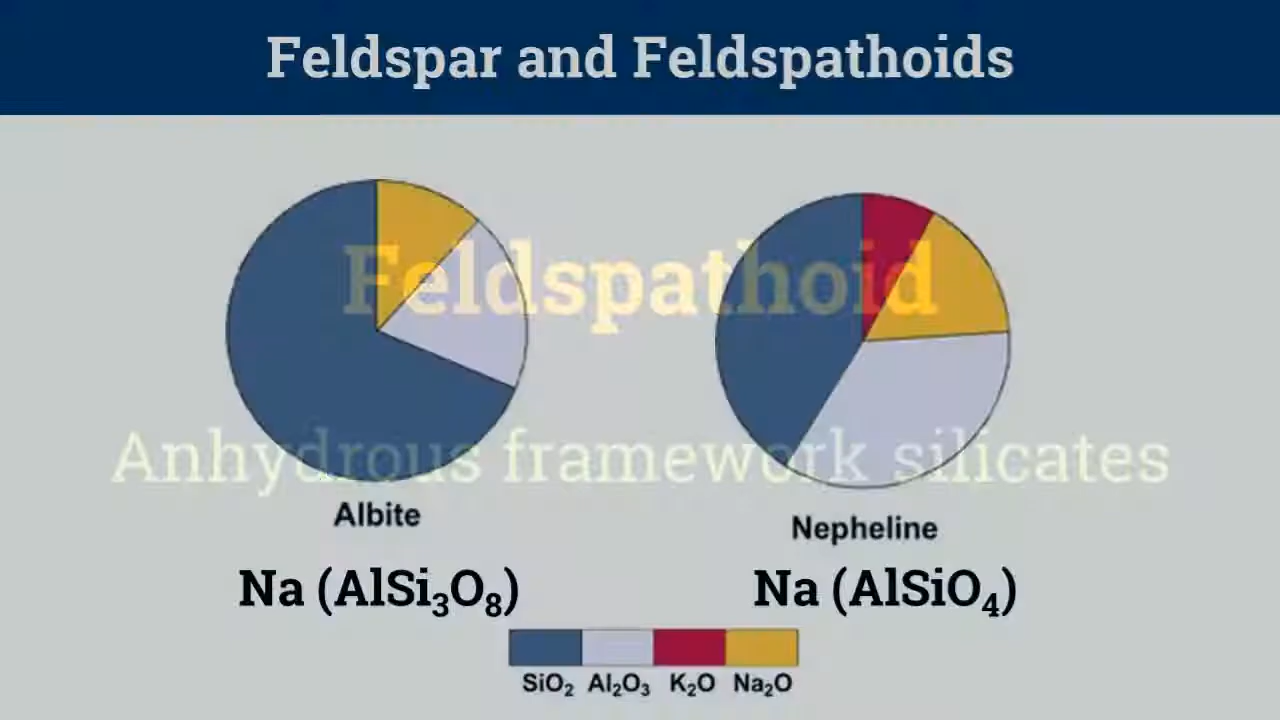 Feldspar and Feldspathoids
Feldspathoid
Anhydrous framework silicates
Albite
Nepheline
Na (AlSi₃O₈)
Na (AlSiO₄)
SiO₂ Al₂O₃ K₂O Na₂O